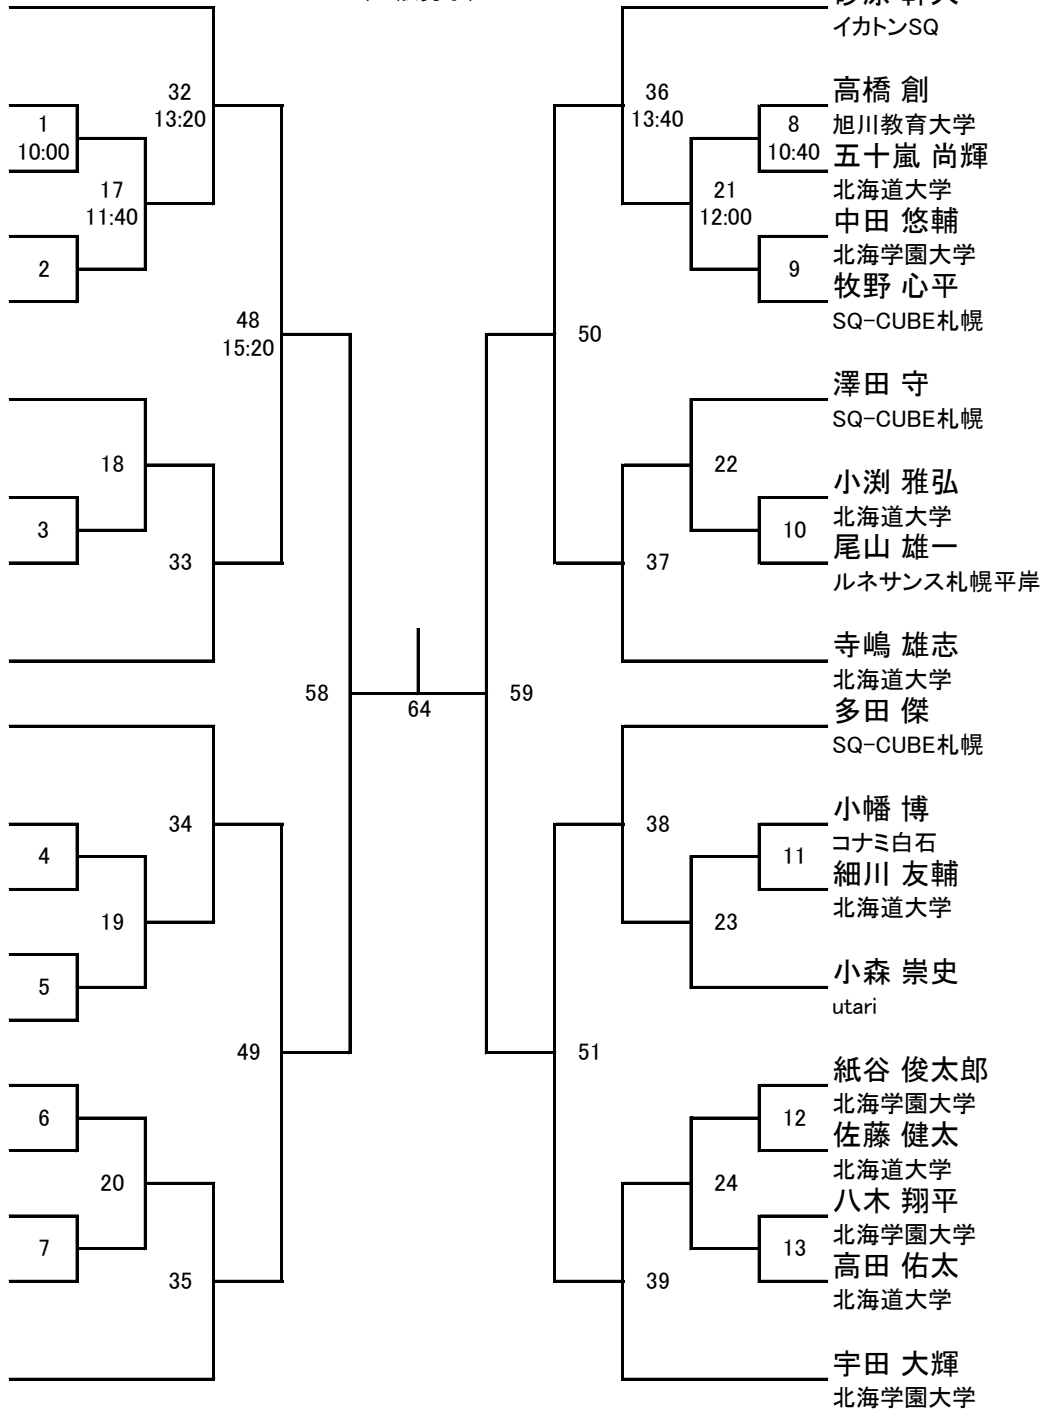 イカトンSQ
32
13:20
36
13:40
高橋 創
1
10:00
8
10:40
旭川教育大学
五十嵐 尚輝
17
11:40
21
12:00
北海道大学
中田 悠輔
2
9
北海学園大学
牧野 心平
SQ-CUBE札幌
48
15:20
50
澤田 守
SQ-CUBE札幌
18
22
小渕 雅弘
3
10
北海道大学
尾山 雄一
33
37
ルネサンス札幌平岸
寺嶋 雄志
58
64
59
北海道大学
多田 傑
SQ-CUBE札幌
34
38
小幡 博
4
11
コナミ白石
細川 友輔
19
23
北海道大学
5
小森 崇史
utari
49
51
紙谷 俊太郎
6
12
北海学園大学
佐藤 健太
20
24
北海道大学
八木 翔平
7
13
北海学園大学
高田 佑太
35
39
北海道大学
宇田 大輝
北海学園大学